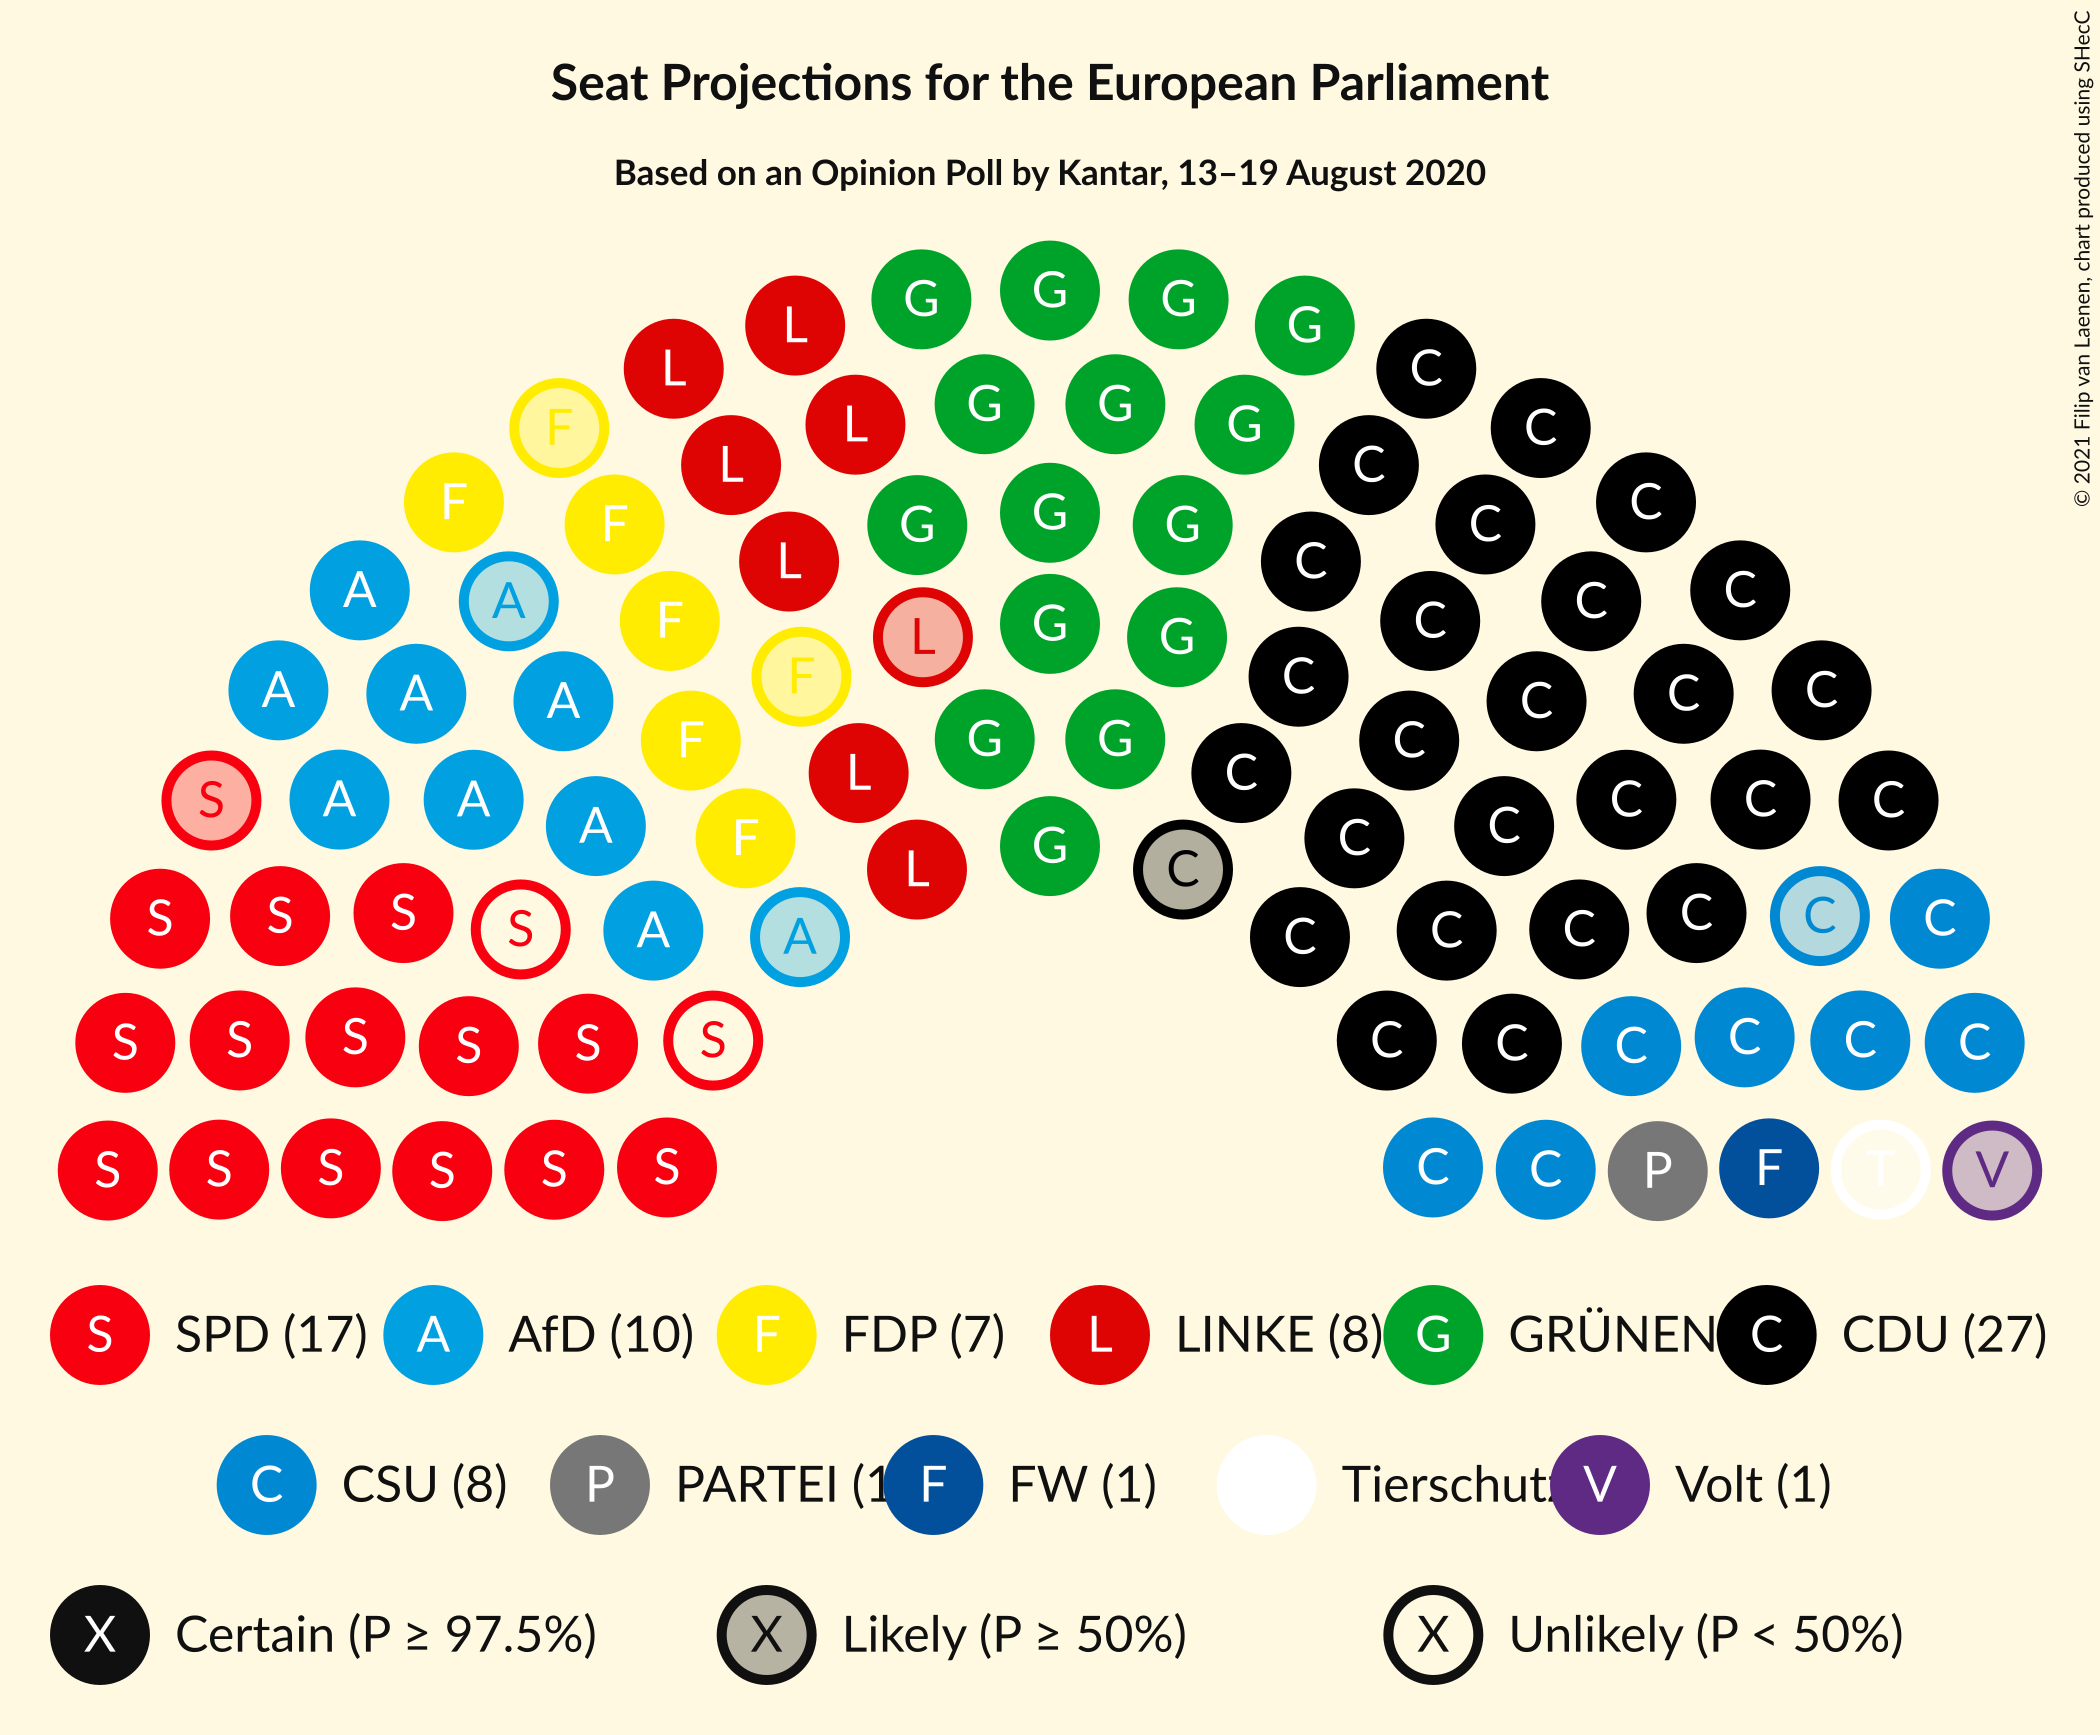 Seat Projections for the European Parliament
Based on an Opinion Poll by Kantar, 13–19 August 2020
© 2021 Filip van Laenen, chart produced using SHecC
G G G G
L L C C
F G G G C
F L L C C C
F L G G G C C C
A A F L G G C C C
A A A F F C C C C C
S A A A F L G G C C C C C C
S S S S A A L G C C C C C C C C
S S S S S S C C C C C C
S S S S S S C C P F T V
S SPD (17) A AfD (10) F FDP (7) L LINKE (8) G GRÜNEN C CDU (27)
C CSU (8) P PARTEI (1 F FW (1) Tierschutz V Volt (1)
X Certain (P ≥ 97.5%) X Likely (P ≥ 50%) X Unlikely (P < 50%)